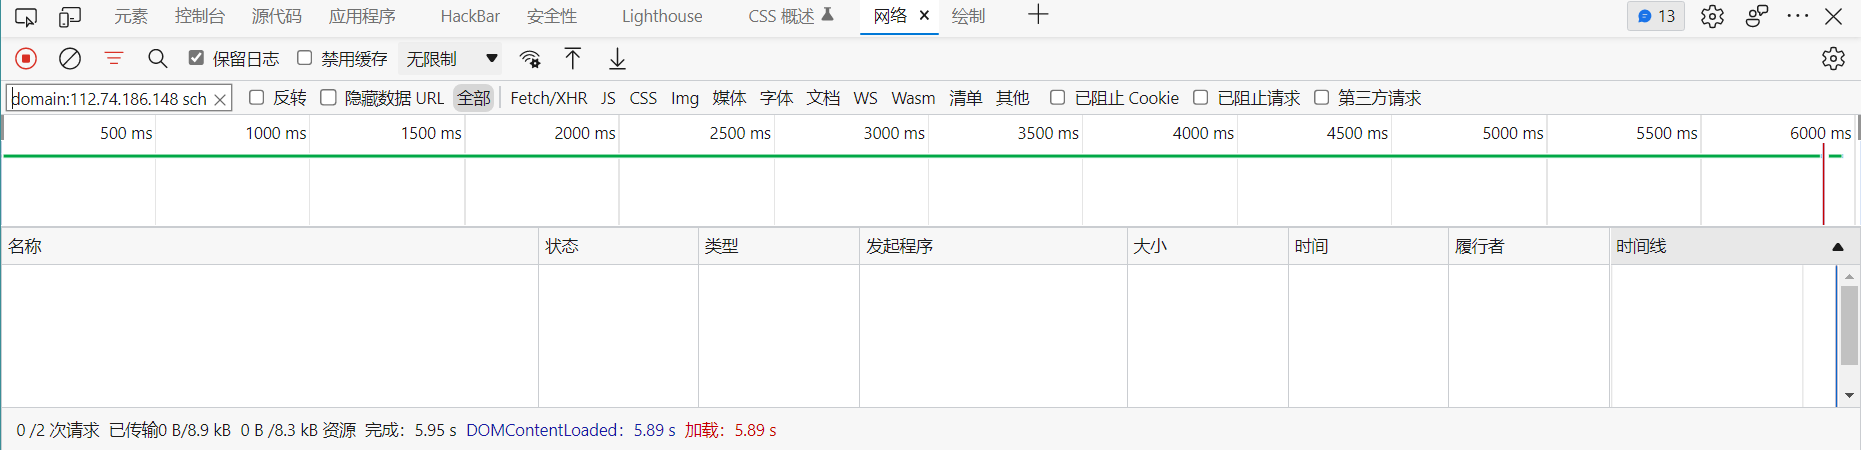 元素 控制台 源代码 应用程序 HackBar 安全性 Lighthouse CSS 概述 网络 绘制 13
保留日志 禁用缓存 无限制
domain:112.74.186.148 sch 反转 隐藏数据 URL 全部 Fetch/XHR JS CSS Img 媒体 字体 文档 WS Wasm 清单 其他 已阻止 Cookie 已阻止请求 第三方请求
500 ms 1000 ms 1500 ms 2000 ms 2500 ms 3000 ms 3500 ms 4000 ms 4500 ms 5000 ms 5500 ms 6000 ms
名称 状态 类型 发起程序 大小 时间 履行者 时间线
0 /2 次请求 已传输0 B/8.9 kB 0 B /8.3 kB 资源 完成：5.95 s DOMContentLoaded：5.89 s 加载：5.89 s